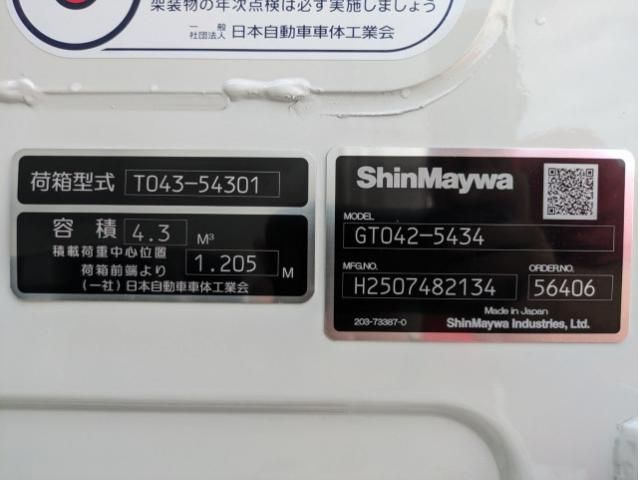 架装物の年次点検は必ず実施しましょう
一般社団法人 日本自動車車体工業会
荷箱型式 T043-54301
容積 4.3 M³
積載荷重中心位置
荷箱前端より 1.205 M
(一社)日本自動車車体工業会
ShinMaywa
MODEL
GT042-5434
MFG.NO. ORDER.NO.
H2507482134 56406
Made in Japan
203-73387-0 ShinMaywa Industries, Ltd.